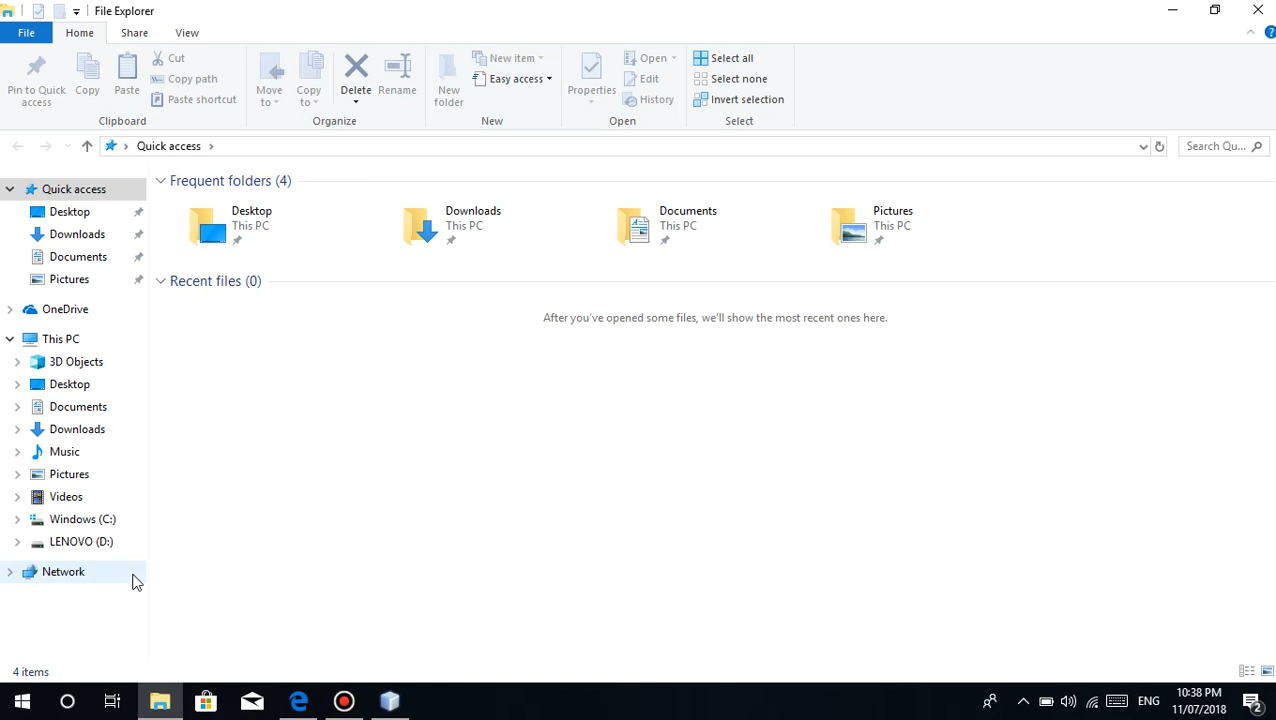 File Explorer
File Home Share View
Pin to Quick access
Copy
Paste
Cut
Copy path
Paste shortcut
Clipboard
Move to
Copy to
Delete
Rename
Organize
New folder
New item
Easy access
New
Properties
Open
Edit
History
Open
Select all
Select none
Invert selection
Select
Quick access
Search Qu...
Quick access
Desktop
Downloads
Documents
Pictures
OneDrive
This PC
3D Objects
Desktop
Documents
Downloads
Music
Pictures
Videos
Windows (C:)
LENOVO (D:)
Network
Frequent folders (4)
Desktop
This PC
Downloads
This PC
Documents
This PC
Pictures
This PC
Recent files (0)
After you've opened some files, we'll show the most recent ones here.
4 items
ENG
10:38 PM
11/07/2018
2